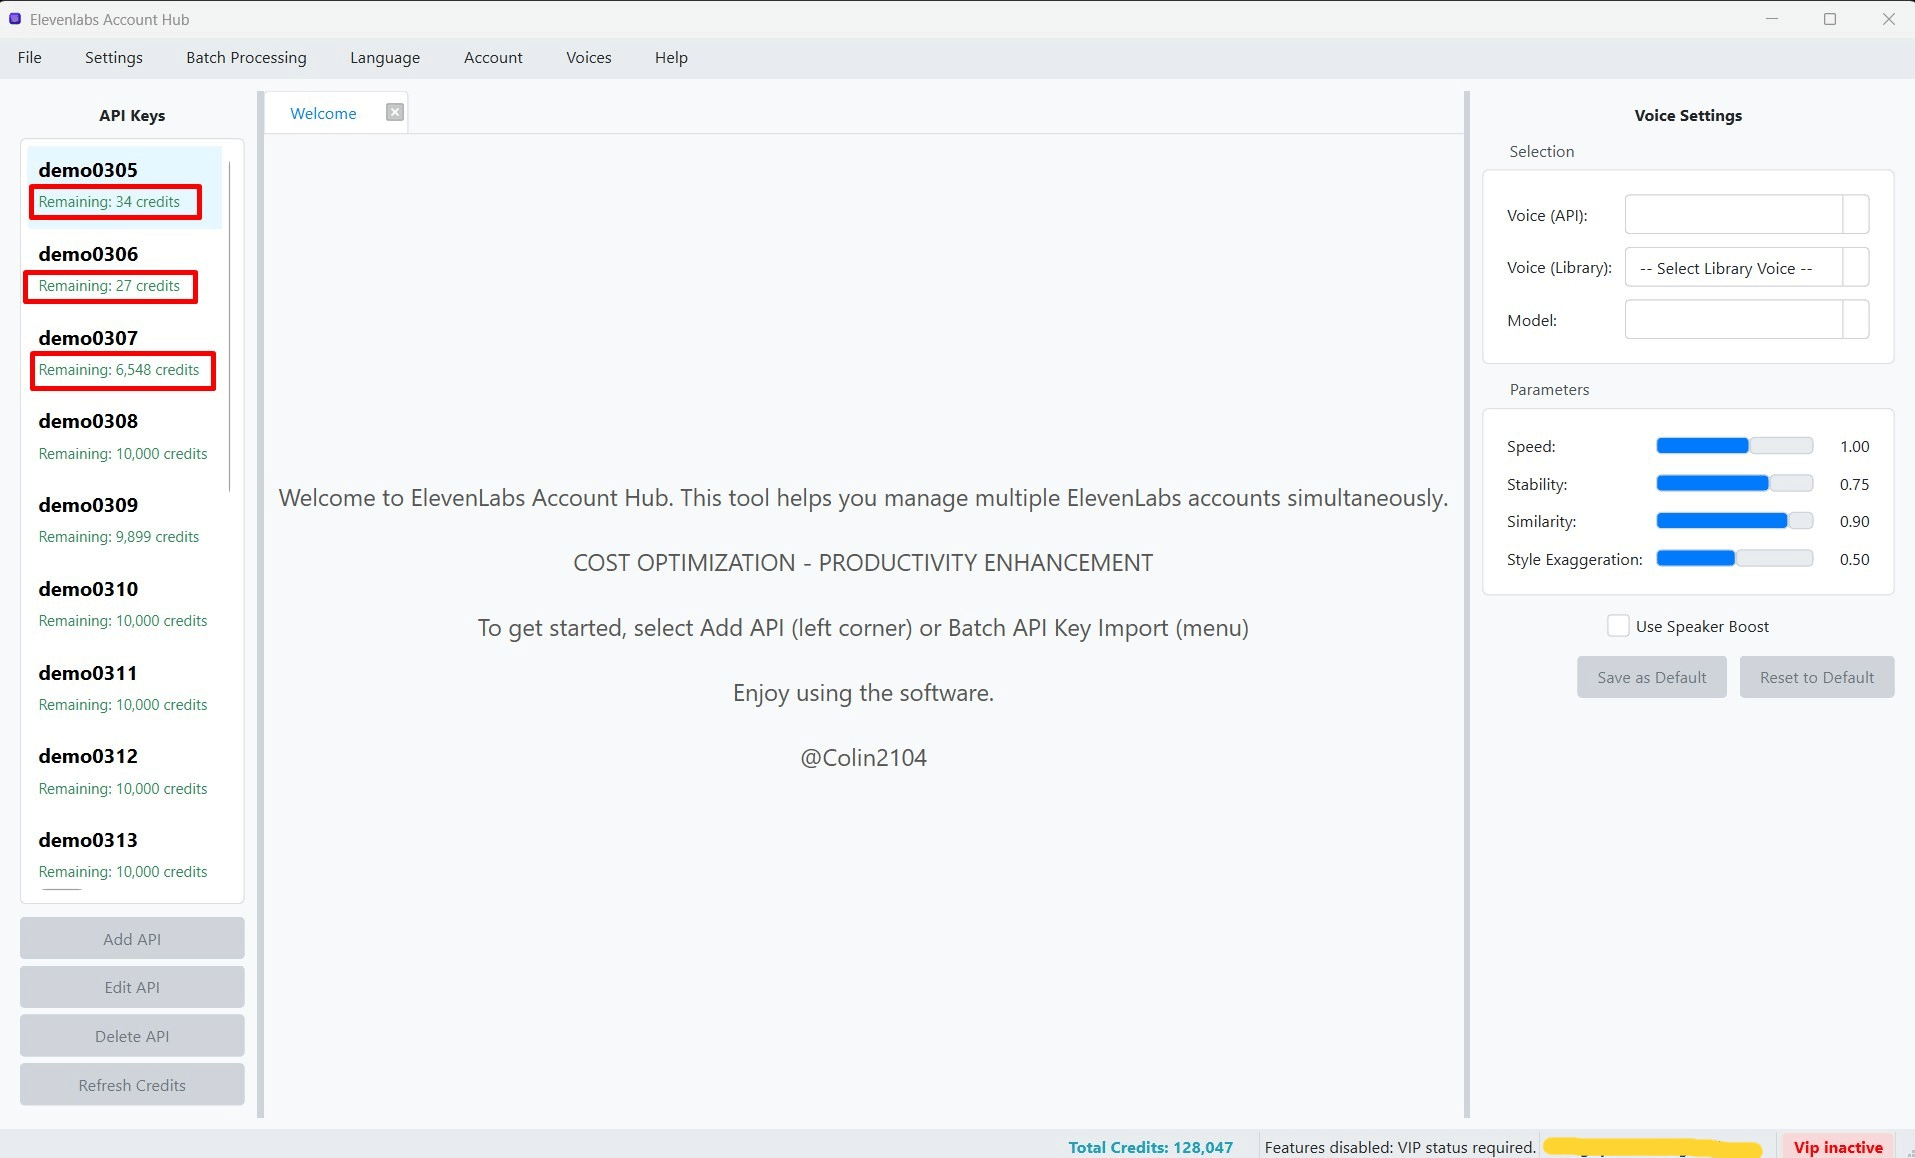 Elevenlabs Account Hub
File Settings Batch Processing Language Account Voices Help
API Keys
demo0305
Remaining: 34 credits
demo0306
Remaining: 27 credits
demo0307
Remaining: 6,548 credits
demo0308
Remaining: 10,000 credits
demo0309
Remaining: 9,899 credits
demo0310
Remaining: 10,000 credits
demo0311
Remaining: 10,000 credits
demo0312
Remaining: 10,000 credits
demo0313
Remaining: 10,000 credits
Add API
Edit API
Delete API
Refresh Credits
Welcome
Welcome to ElevenLabs Account Hub. This tool helps you manage multiple ElevenLabs accounts simultaneously.
COST OPTIMIZATION - PRODUCTIVITY ENHANCEMENT
To get started, select Add API (left corner) or Batch API Key Import (menu)
Enjoy using the software.
@Colin2104
Voice Settings
Selection
Voice (API):
Voice (Library): -- Select Library Voice --
Model:
Parameters
Speed: 1.00
Stability: 0.75
Similarity: 0.90
Style Exaggeration: 0.50
Use Speaker Boost
Save as Default Reset to Default
Total Credits: 128,047 Features disabled: VIP status required. Vip inactive